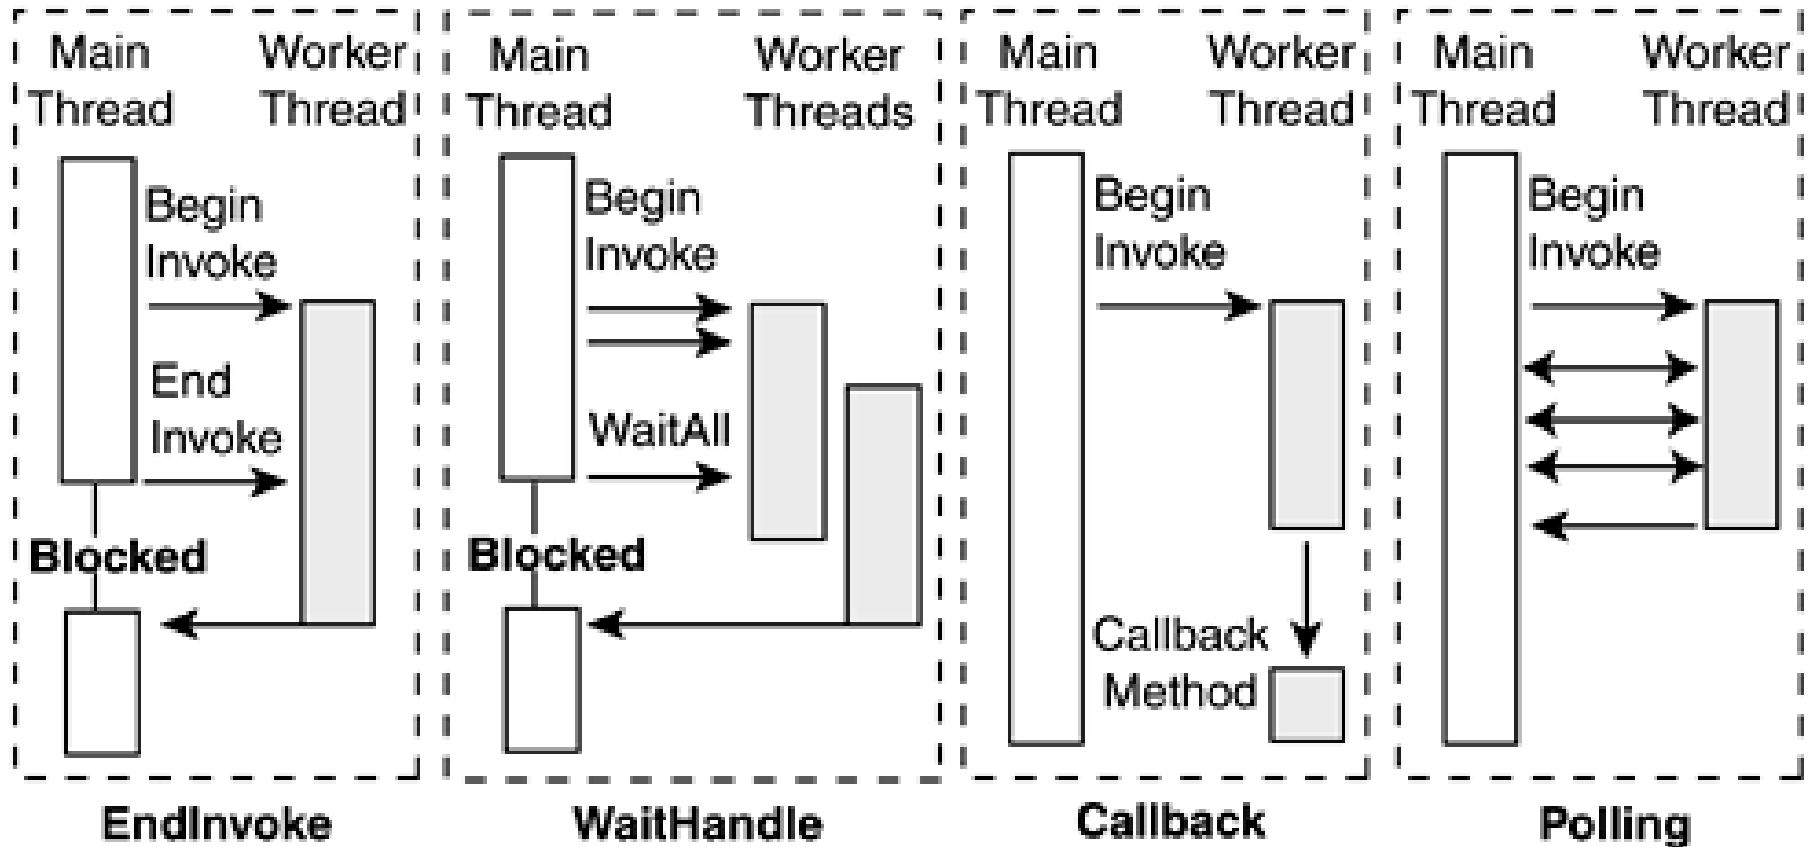 Main
Thread
Worker
Thread
Begin
Invoke
End
Invoke
Blocked
EndInvoke
Main
Thread
Worker
Threads
Begin
Invoke
WaitAll
Blocked
WaitHandle
Main
Thread
Worker
Thread
Begin
Invoke
Callback
Method
Callback
Main
Thread
Worker
Thread
Begin
Invoke
Polling